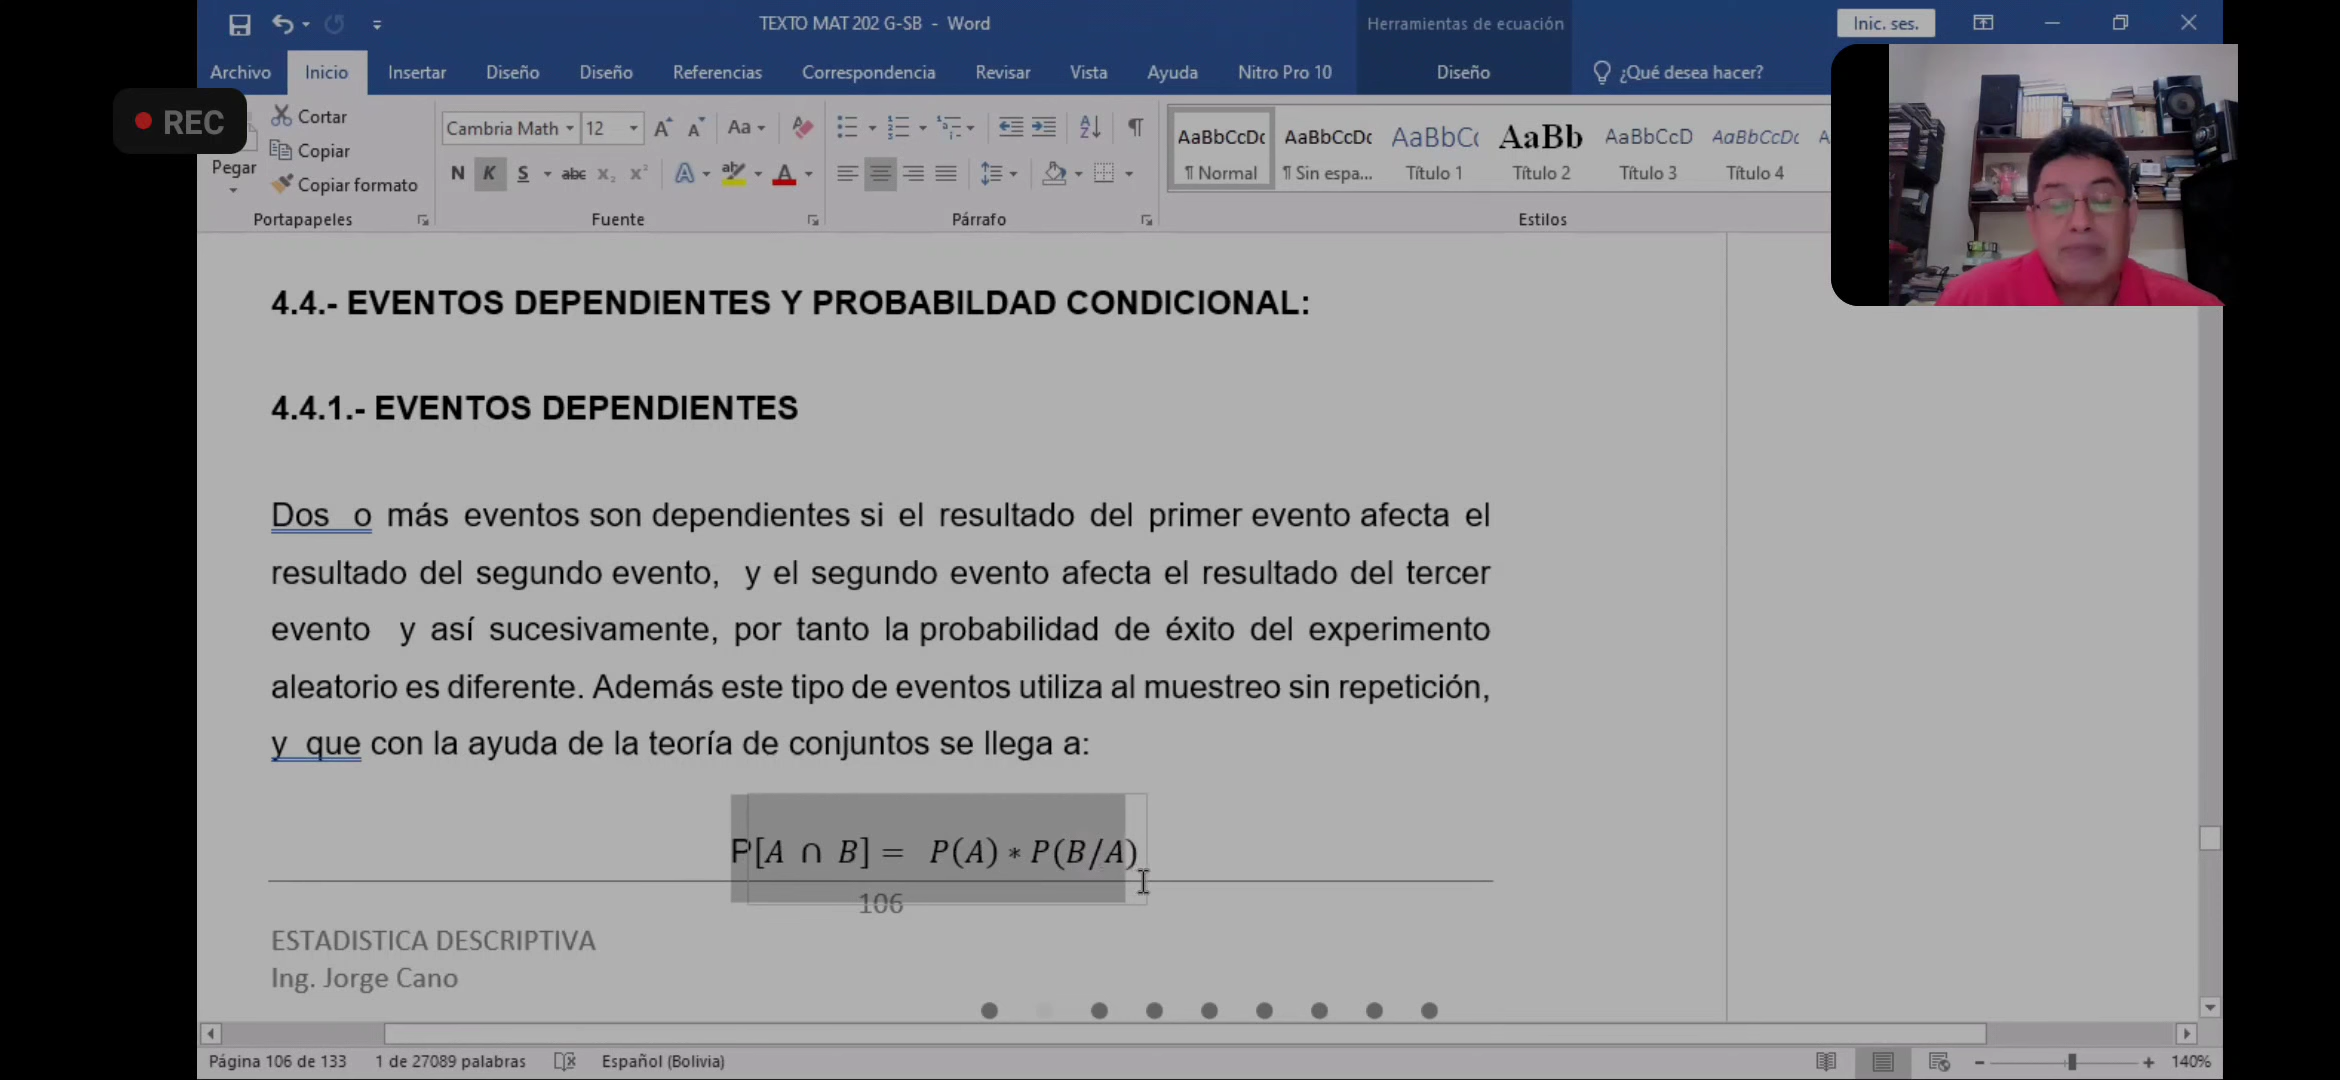 TEXTO MAT 202 G-SB - Word
Herramientas de ecuación
Inic. ses.
Archivo Inicio Insertar Diseño Diseño Referencias Correspondencia Revisar Vista Ayuda Nitro Pro 10 Diseño ¿Qué desea hacer?
REC
Pegar
Cortar
Copiar
Copiar formato
Portapapeles
Cambria Math 12 Aa
N K S abc x₂ x² A aby A
Fuente
Párrafo
AaBbCcDc AaBbCcDc AaBbC( AaBb AaBbCcD AaBbCcDc
¶ Normal ¶ Sin espa... Título 1 Título 2 Título 3 Título 4
Estilos
4.4.- EVENTOS DEPENDIENTES Y PROBABILDAD CONDICIONAL:
4.4.1.- EVENTOS DEPENDIENTES
Dos o más eventos son dependientes si el resultado del primer evento afecta el
resultado del segundo evento, y el segundo evento afecta el resultado del tercer
evento y así sucesivamente, por tanto la probabilidad de éxito del experimento
aleatorio es diferente. Además este tipo de eventos utiliza al muestreo sin repetición,
y que con la ayuda de la teoría de conjuntos se llega a:
P[A ∩ B] = P(A) ∗ P(B/A)
106
ESTADISTICA DESCRIPTIVA
Ing. Jorge Cano
Página 106 de 133 1 de 27089 palabras Español (Bolivia) 140%